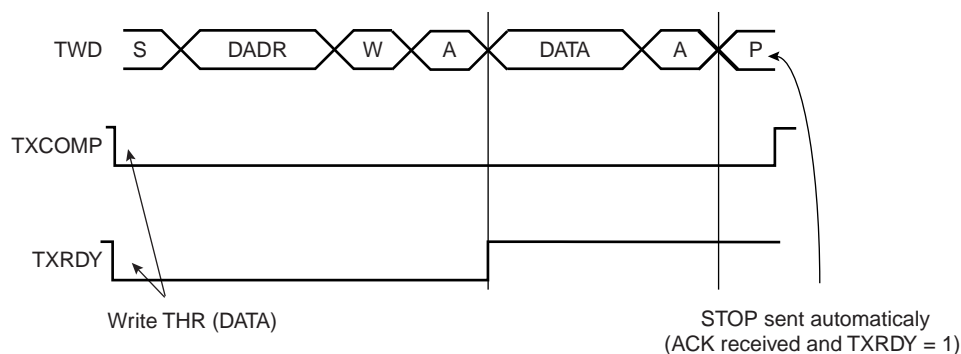 TWD S DADR W A DATA A P
TXCOMP
TXRDY
Write THR (DATA)
STOP sent automaticaly
(ACK received and TXRDY = 1)